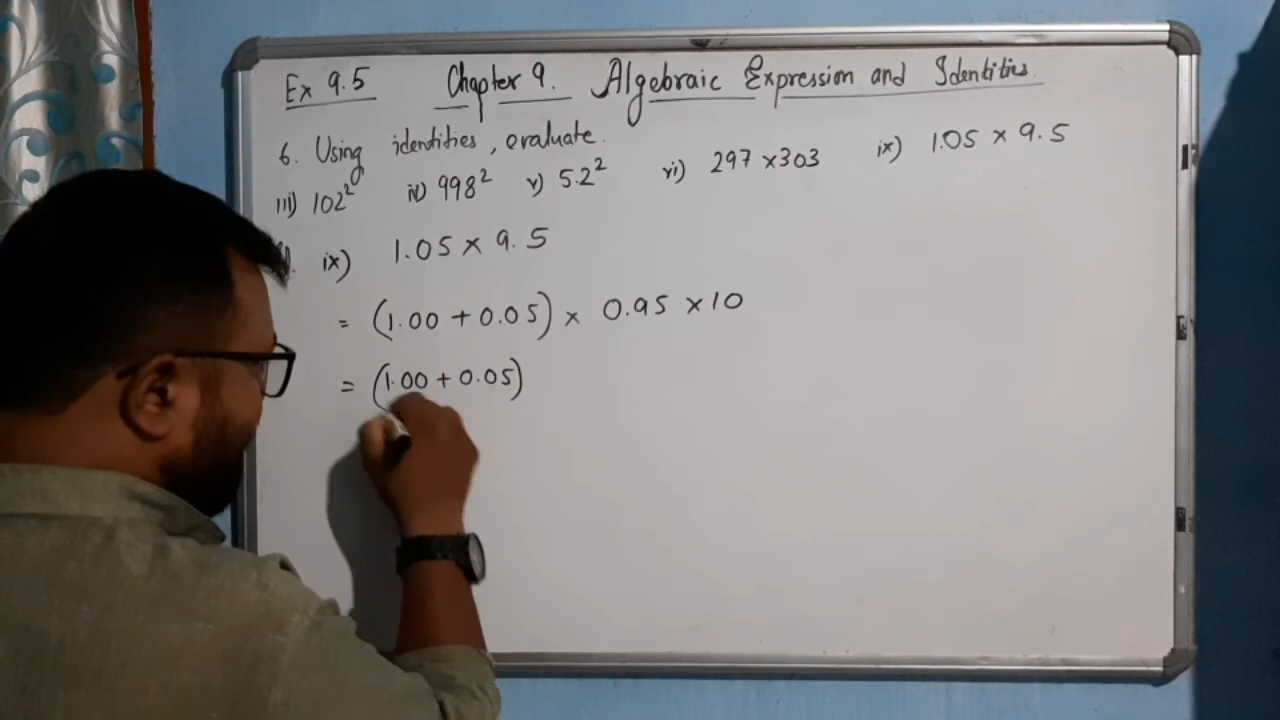 Ex 9.5 Chapter 9. Algebraic Expression and Identities.
6. Using identities, evaluate.
iii) 102² iv) 998² v) 5.2² vi) 297 × 303 ix) 1.05 × 9.5
ix) 1.05 × 9.5
= (1.00 + 0.05) × 0.95 × 10
= (1.00 + 0.05)